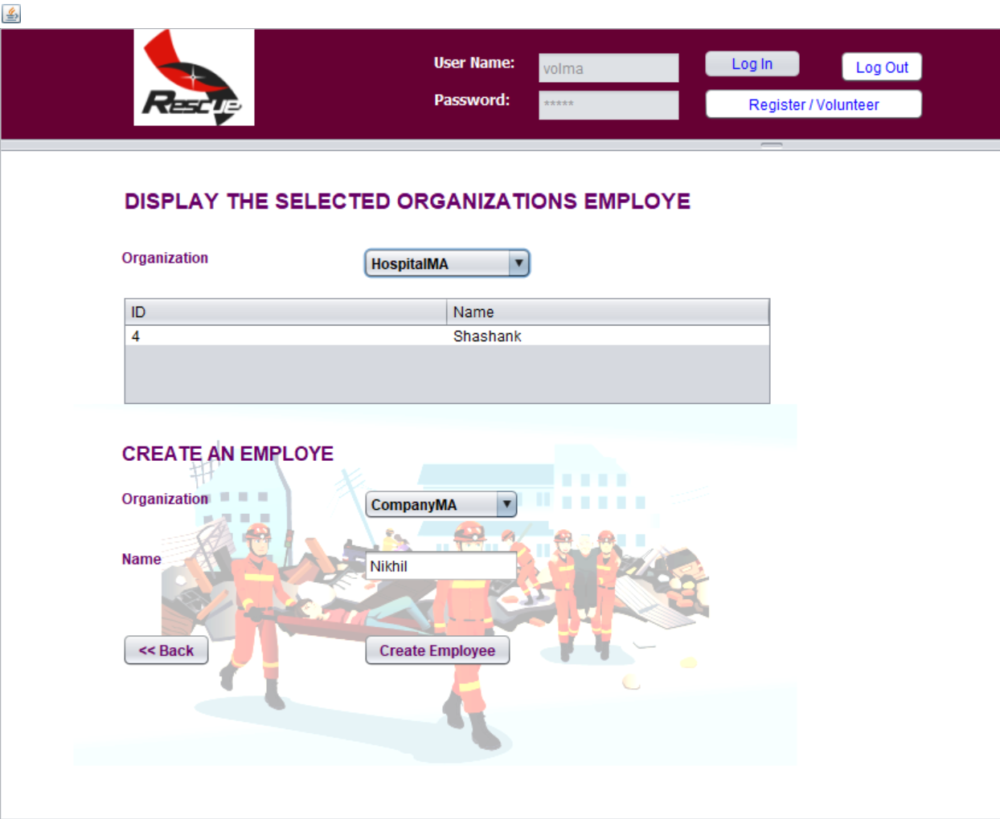 Rescue
User Name: volma Log In Log Out
Password: ***** Register / Volunteer
DISPLAY THE SELECTED ORGANIZATIONS EMPLOYE
Organization HospitalMA
ID Name
4 Shashank
CREATE AN EMPLOYE
Organization CompanyMA
Name Nikhil
<< Back Create Employee